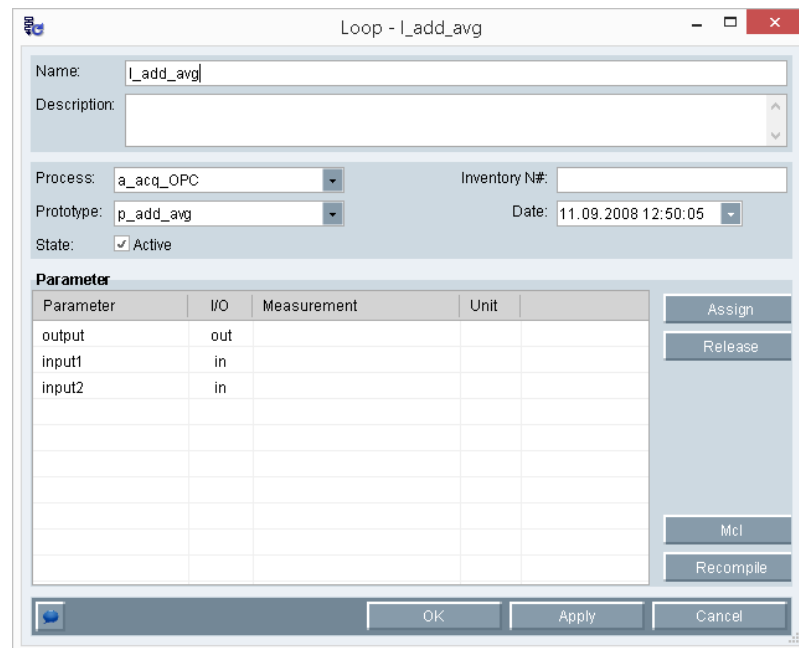 Loop - l_add_avg
Name: l_add_avg
Description:
Process: a_acq_OPC Inventory N#:
Prototype: p_add_avg Date: 11.09.2008 12:50:05
State: Active
Parameter
Parameter I/O Measurement Unit
output out
input1 in
input2 in
Assign
Release
Mcl
Recompile
OK Apply Cancel